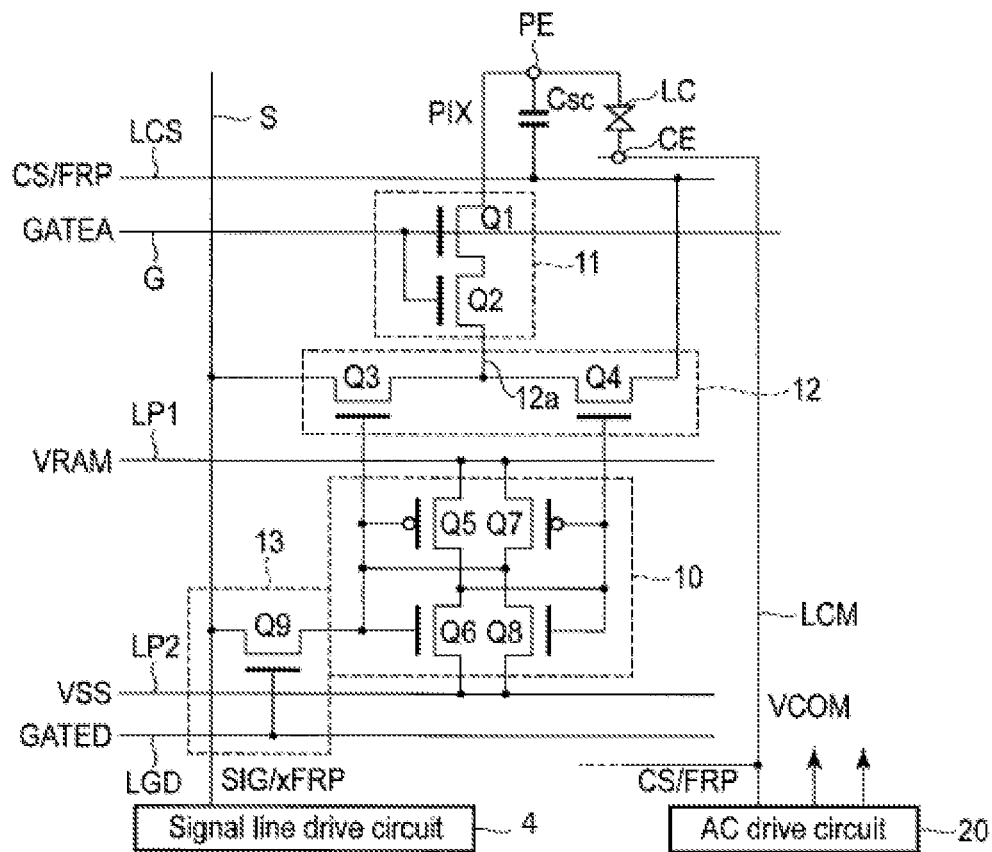 PE
S
PIX
Csc
LC
LCS
CE
CS/FRP
GATEA
Q1
11
G
Q2
Q3
12a
Q4
12
LP1
VRAM
Q5
Q7
13
10
Q9
Q6
Q8
LCM
LP2
VSS
VCOM
GATED
LGD
SIG/xFRP
CS/FRP
Signal line drive circuit
4
AC drive circuit
20